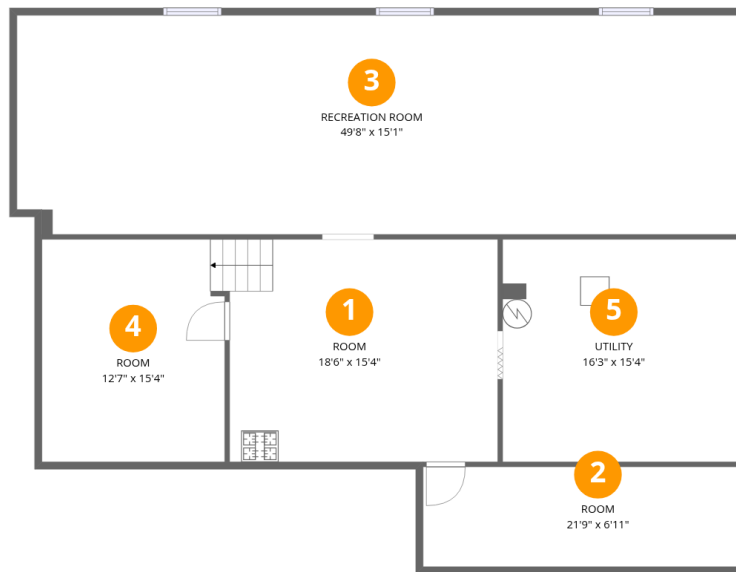 3
RECREATION ROOM
49'8" x 15'1"
1
ROOM
18'6" x 15'4"
5
UTILITY
16'3" x 15'4"
4
ROOM
12'7" x 15'4"
2
ROOM
21'9" x 6'11"